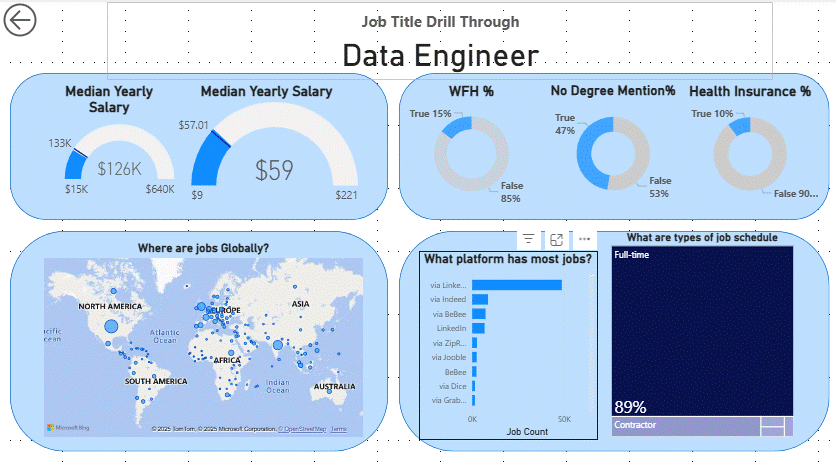 Job Title Drill Through
Data Engineer
Median Yearly
Salary
133K
$126K
$15K
$640K
Median Yearly Salary
$57.01
$59
$9
$221
WFH %
True 15%
False
85%
No Degree Mention%
True
47%
False
53%
Health Insurance %
True 10%
False 90...
Where are jobs Globally?
NORTH AMERICA
EUROPE
ASIA
acific
cean
Atlantic
Ocean
AFRICA
SOUTH AMERICA
Indian
Ocean
AUSTRALIA
Microsoft Bing
© 2025 TomTom, © 2025 Microsoft Corporation, © OpenStreetMap Terms
What platform has most jobs?
via Linke...
via Indeed
via BeBee
LinkedIn
via ZipR...
via Jooble
BeBee
via Dice
via Grab...
0K
50K
Job Count
What are types of job schedule
Full-time
89%
Contractor